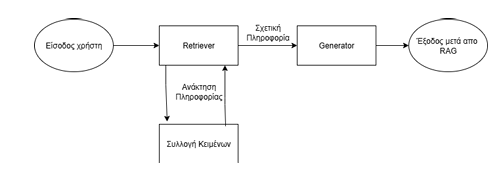 Είσοδος χρήστη
Retriever
Σχετική
Πληροφορία
Generator
Έξοδος μετά απο
RAG
Ανάκτηση
Πληροφορίας
Συλλογή Κειμένων